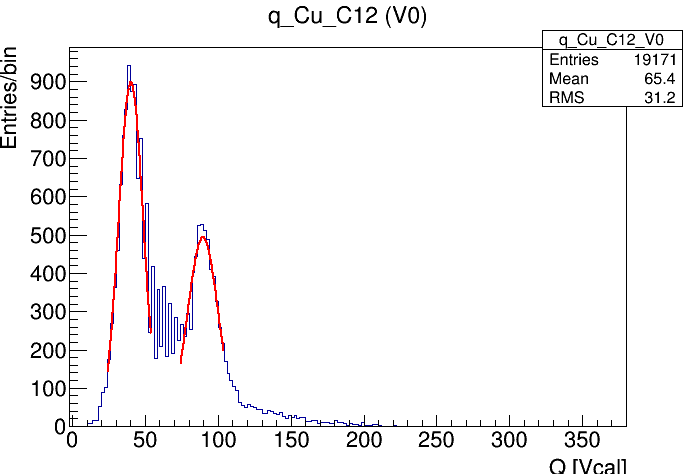 q_Cu_C12 (V0)
q_Cu_C12_V0
Entries 19171
Mean 65.4
RMS 31.2
Entries/bin
900
800
700
600
500
400
300
200
100
0
0 50 100 150 200 250 300 350
Q [Vcal]